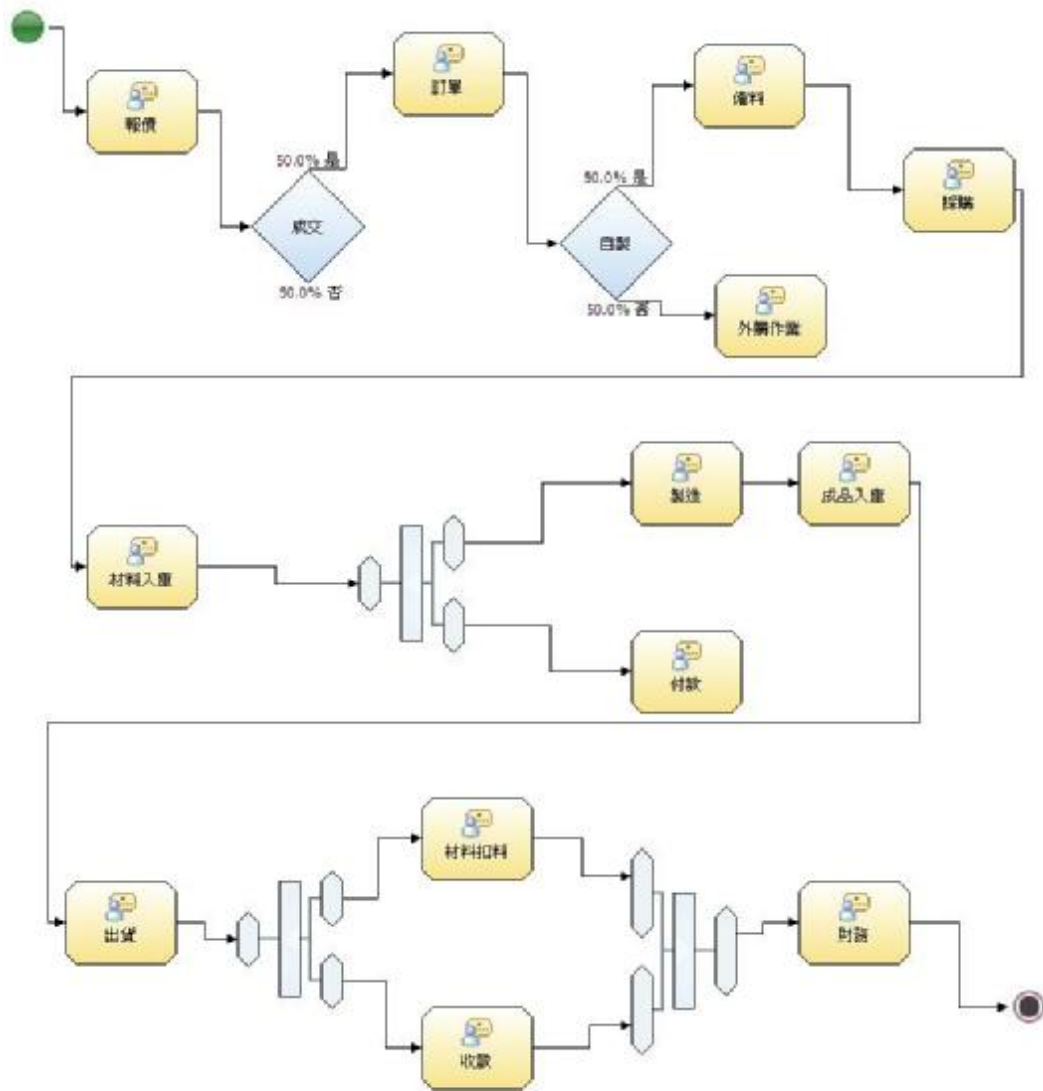 報價
50.0% 是
成交
50.0% 否
訂單
50.0% 是
自製
50.0% 否
備料
採購
外購作業
材料入庫
製造
成品入庫
付款
出貨
材料扣料
收款
財務